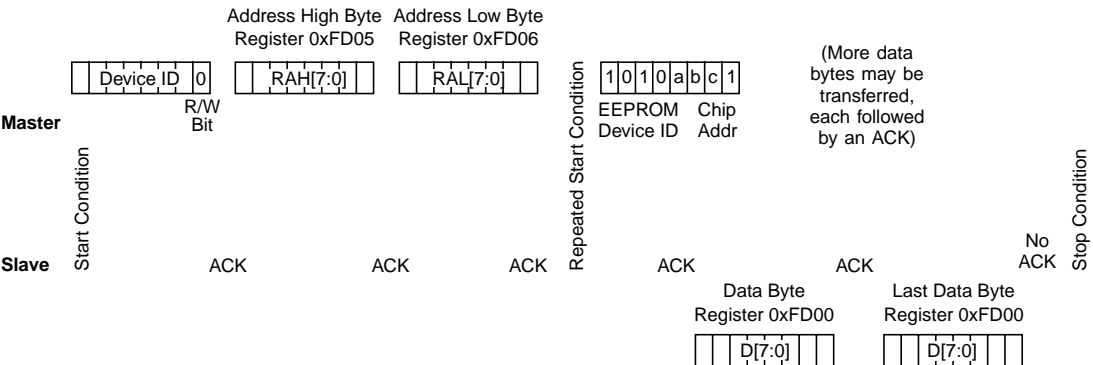 Address High Byte
Register 0xFD05
Address Low Byte
Register 0xFD06
Device ID 0
RAH[7:0]
RAL[7:0]
R/W
Bit
Master
Start Condition
Repeated Start Condition
1 0 1 0 a b c 1
EEPROM
Device ID
Chip
Addr
(More data
bytes may be
transferred,
each followed
by an ACK)
Stop Condition
Slave
ACK
ACK
ACK
ACK
ACK
No
ACK
Data Byte
Register 0xFD00
D[7:0]
Last Data Byte
Register 0xFD00
D[7:0]